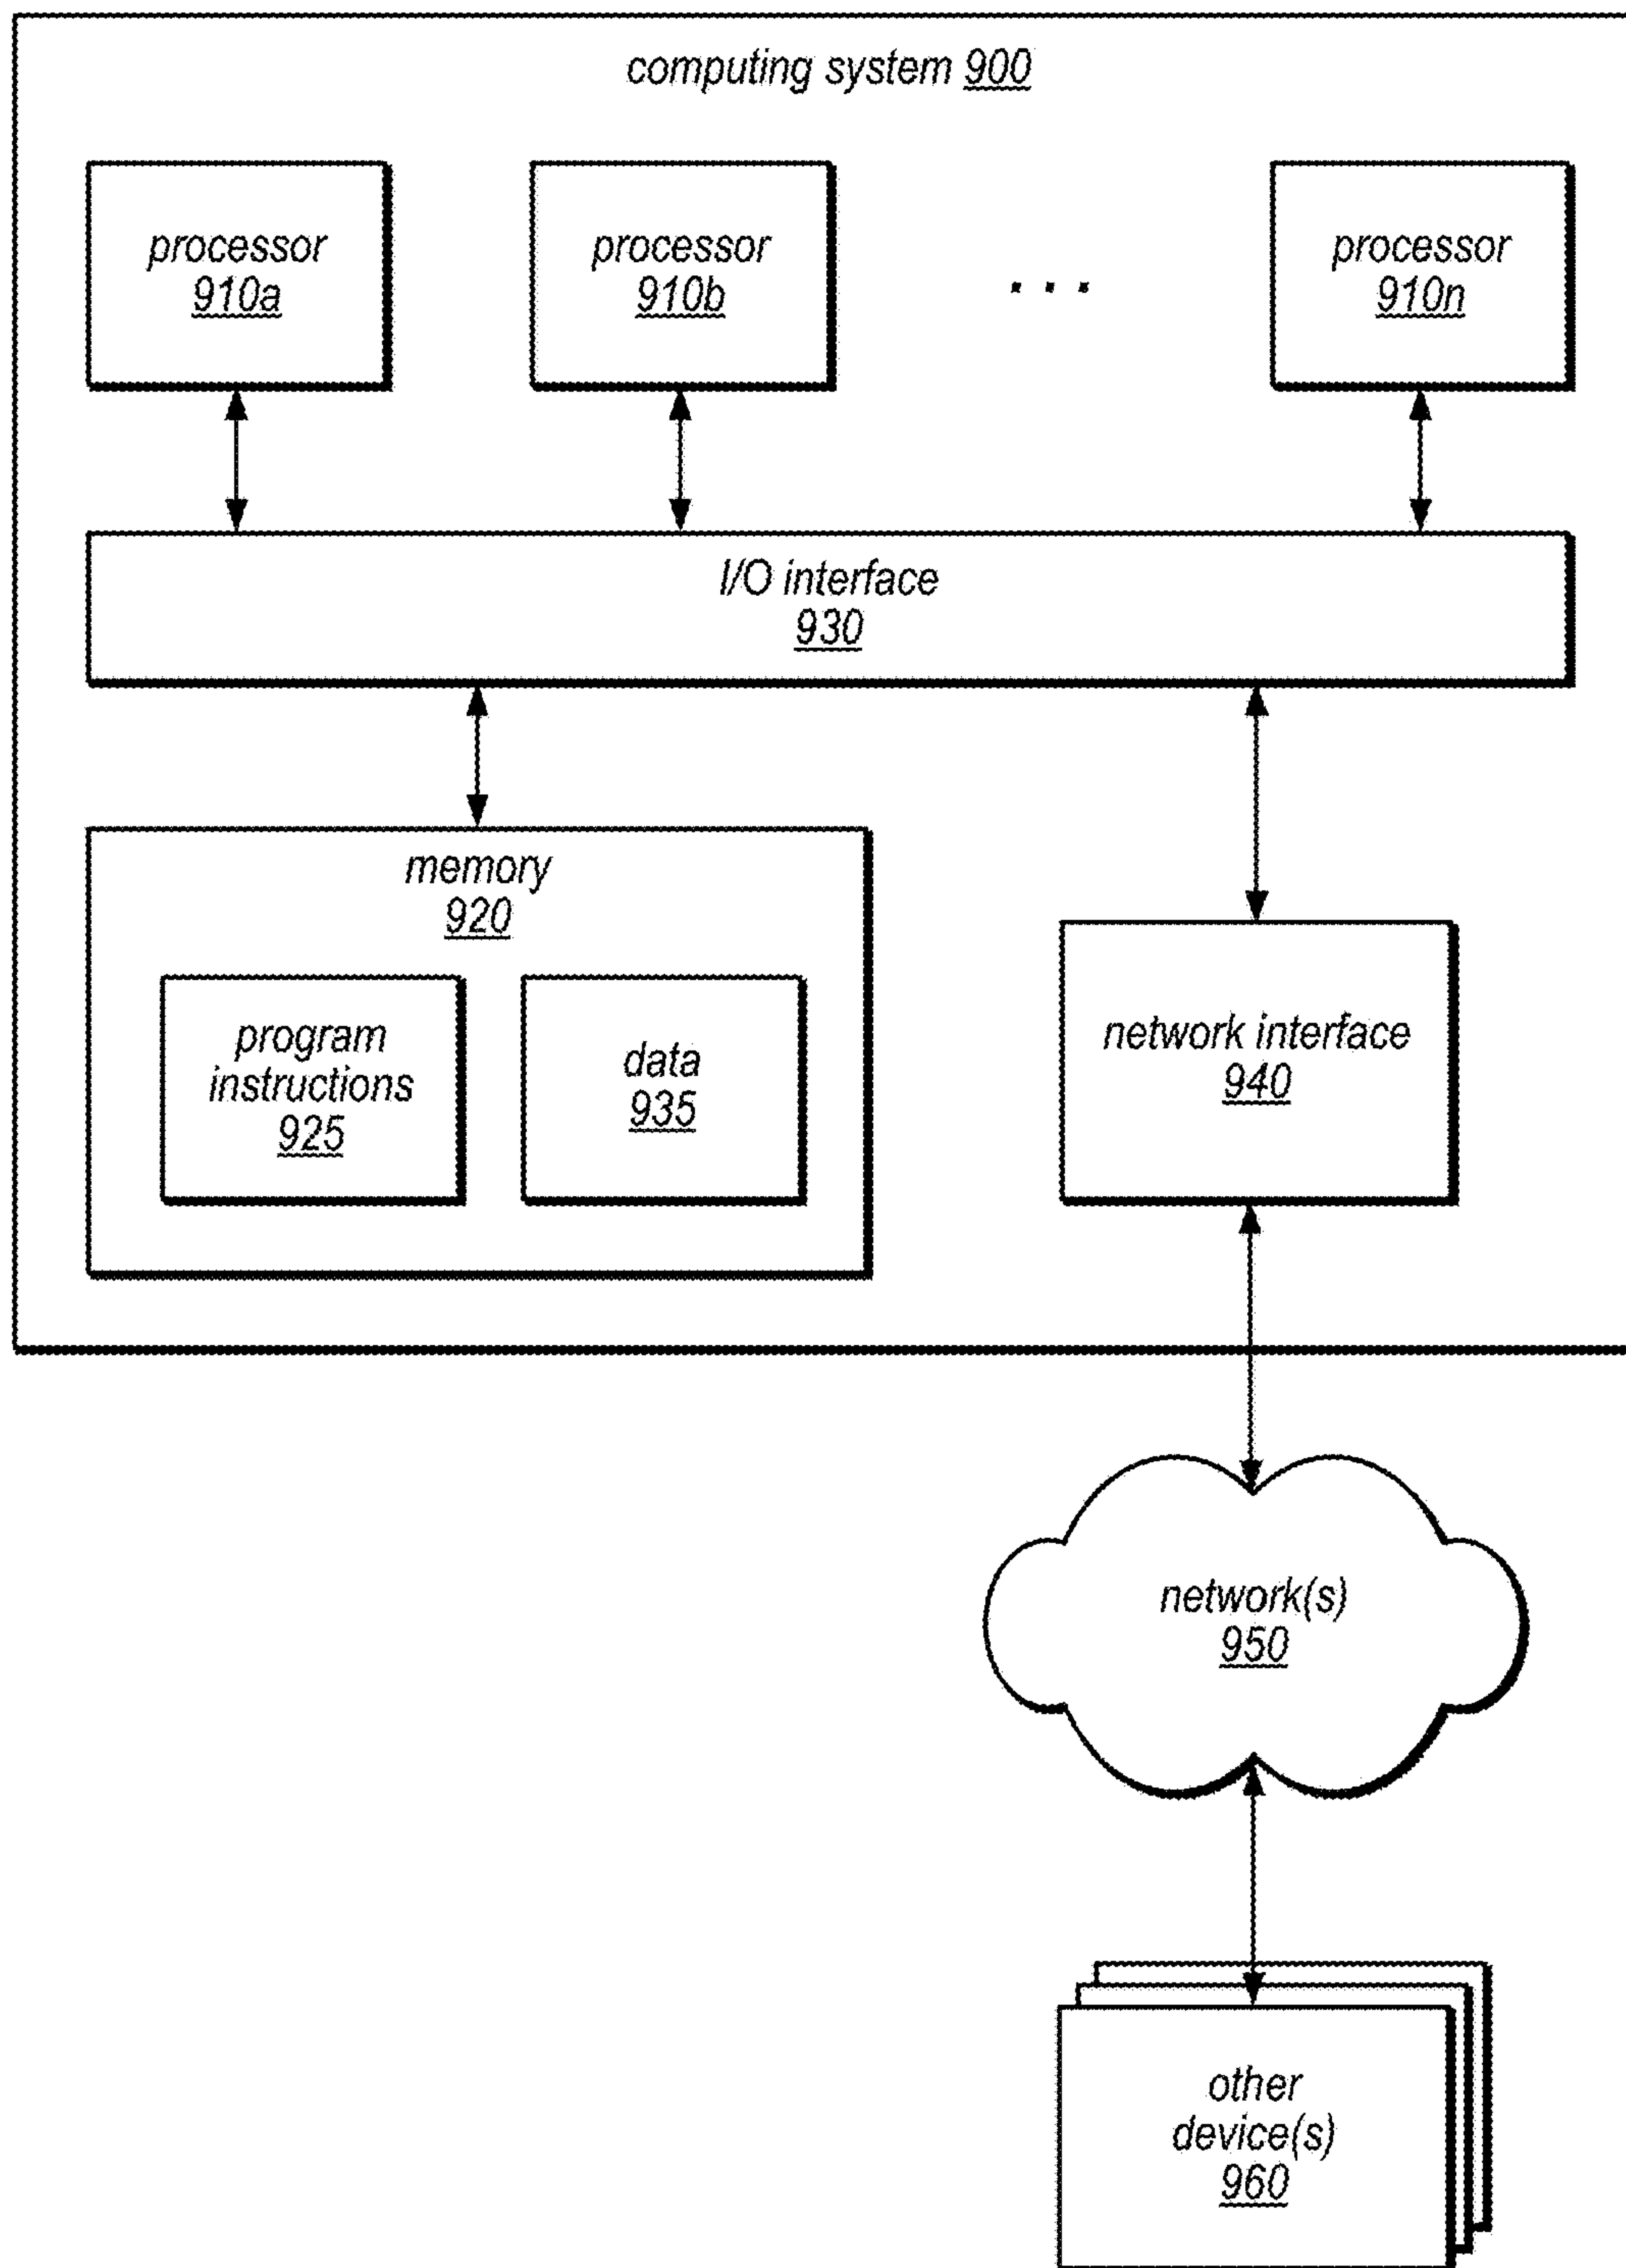 computing system 900
processor
910a
processor
910b
. . .
processor
910n
I/O interface
930
memory
920
program
instructions
925
data
935
network interface
940
network(s)
950
other
device(s)
960